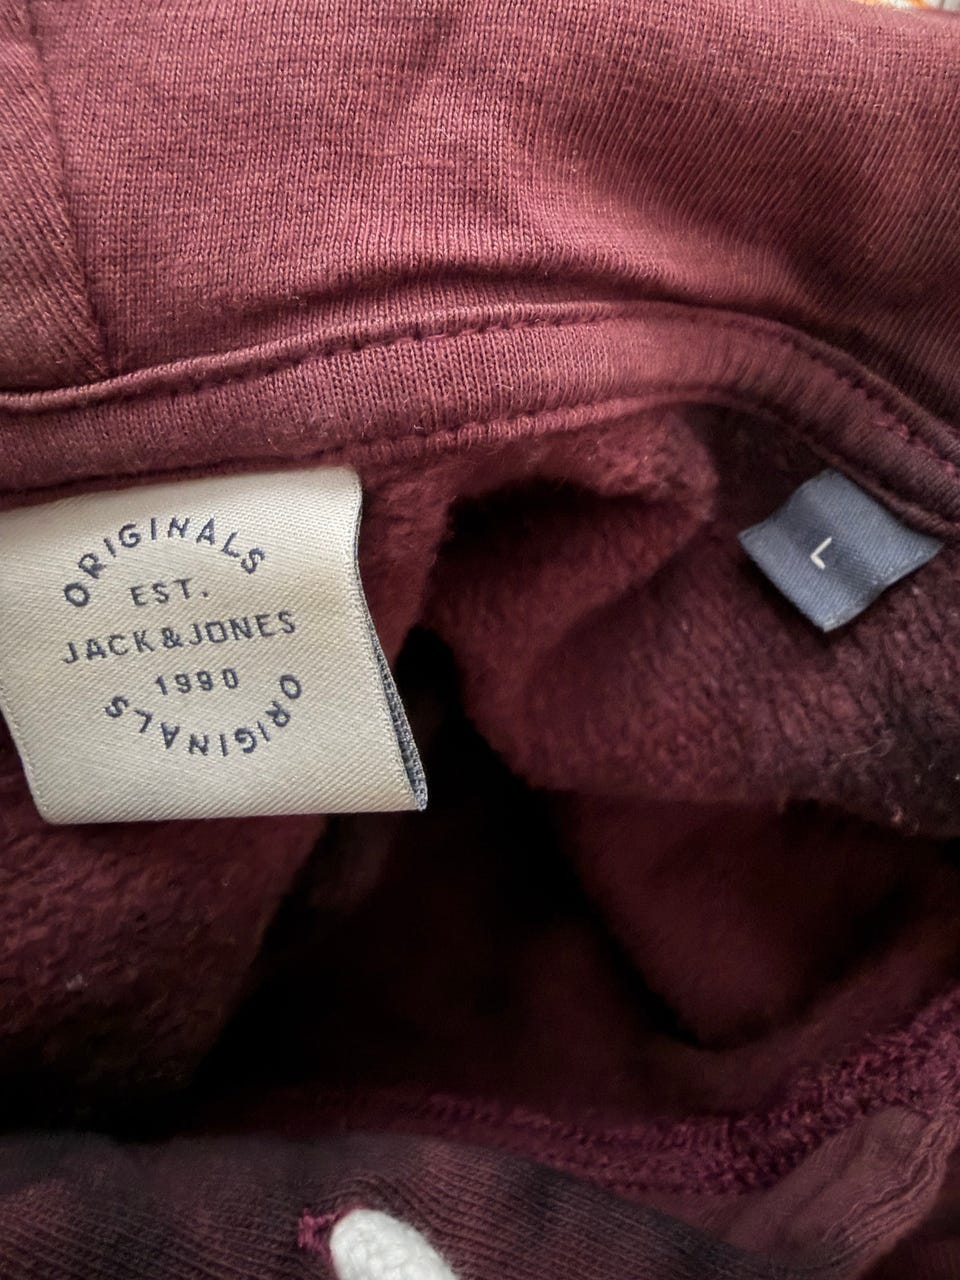 ORIGINALS
EST.
JACK & JONES
1990
ORIGINALS
L